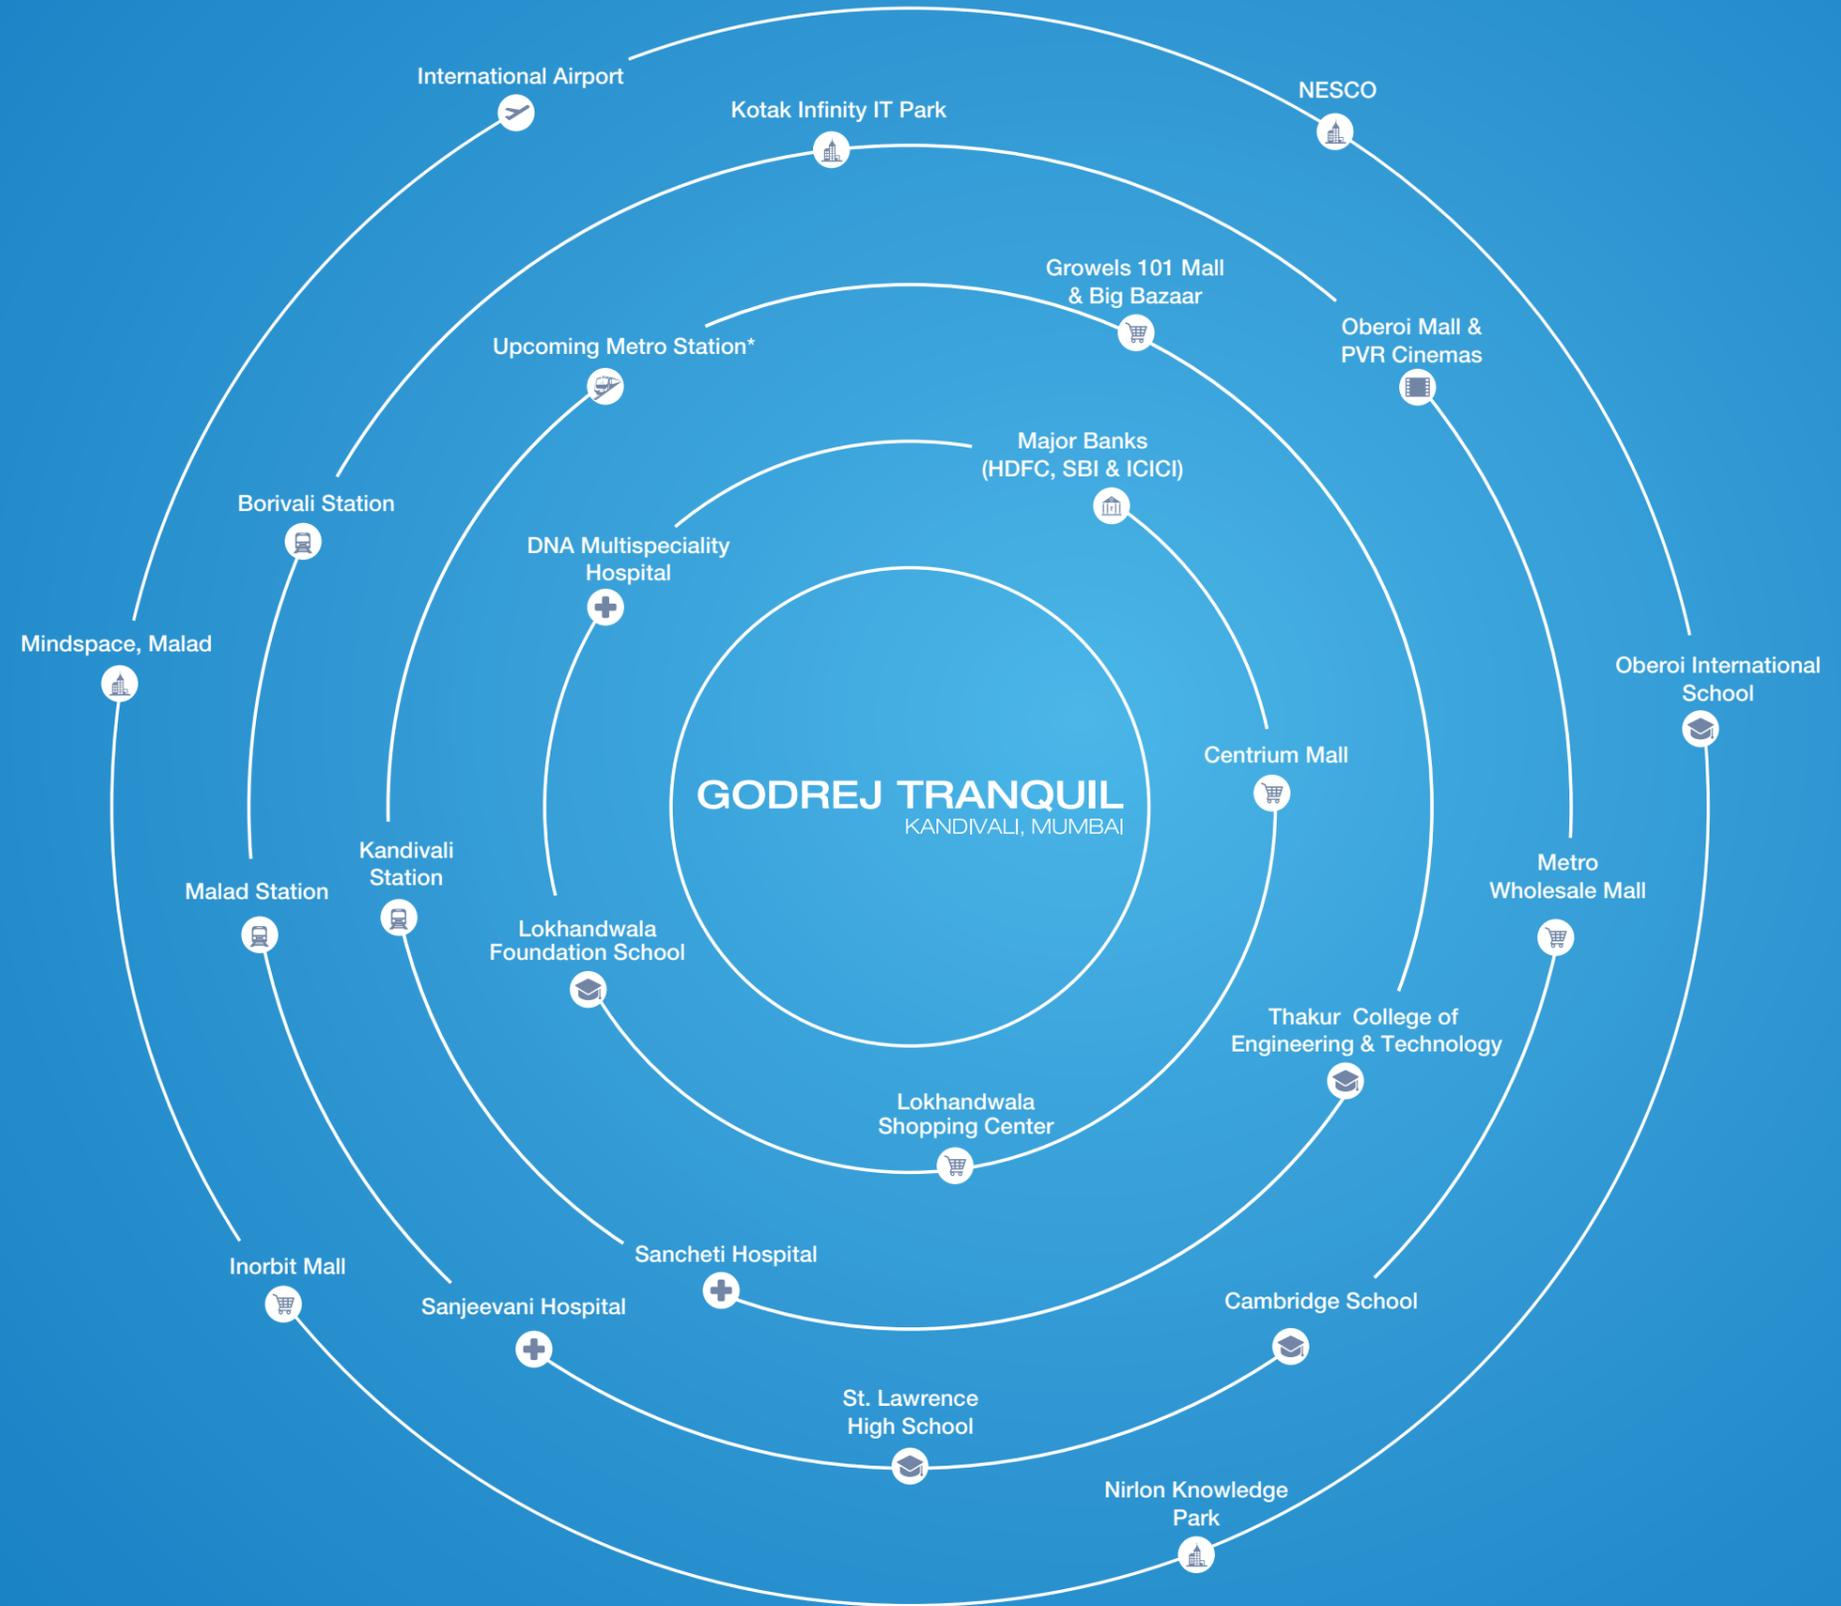 International Airport
NESCO
Kotak Infinity IT Park
Growels 101 Mall
& Big Bazaar
Upcoming Metro Station*
Oberoi Mall &
PVR Cinemas
Major Banks
(HDFC, SBI & ICICI)
Borivali Station
DNA Multispeciality
Hospital
Mindspace, Malad
Oberoi International
School
Centrium Mall
GODREJ TRANQUIL
KANDIVALI, MUMBAI
Kandivali
Station
Malad Station
Metro
Wholesale Mall
Lokhandwala
Foundation School
Thakur College of
Engineering & Technology
Lokhandwala
Shopping Center
Sancheti Hospital
Inorbit Mall
Sanjeevani Hospital
Cambridge School
St. Lawrence
High School
Nirlon Knowledge
Park